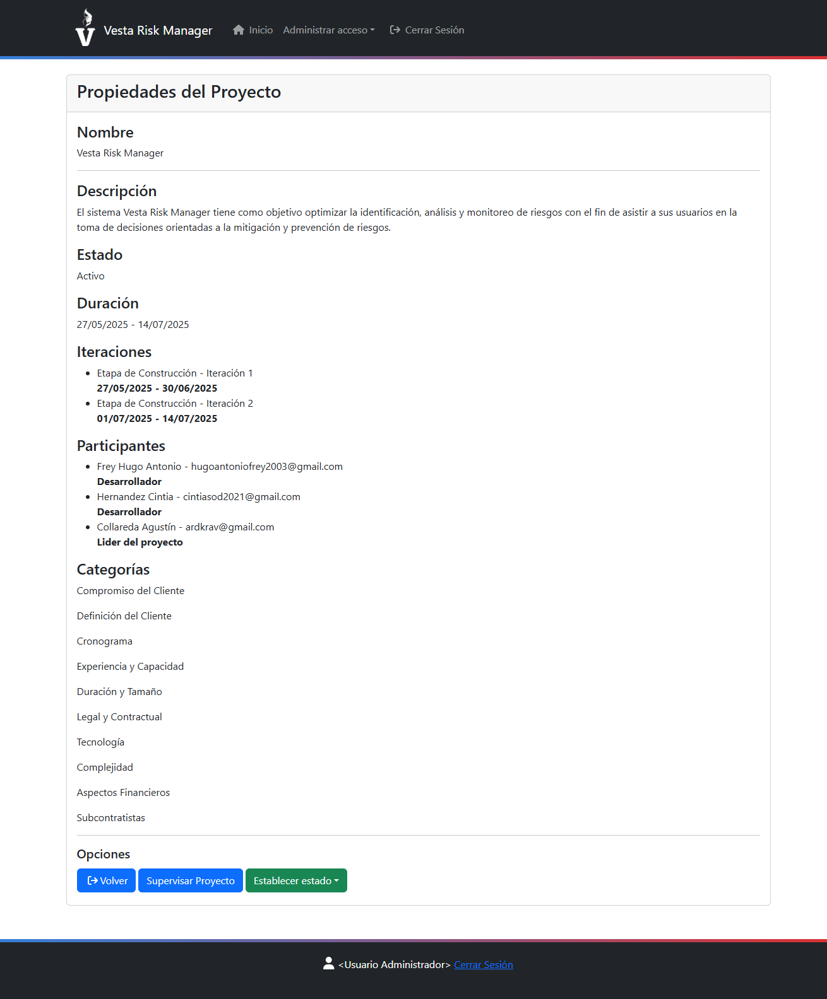 V
Vesta Risk Manager
Inicio
Administrar acceso
Cerrar Sesión
Propiedades del Proyecto
Nombre
Vesta Risk Manager
Descripción
El sistema Vesta Risk Manager tiene como objetivo optimizar la identificación, análisis y monitoreo de riesgos con el fin de asistir a sus usuarios en la
toma de decisiones orientadas a la mitigación y prevención de riesgos.
Estado
Activo
Duración
27/05/2025 - 14/07/2025
Iteraciones
Etapa de Construcción - Iteración 1
27/05/2025 - 30/06/2025
Etapa de Construcción - Iteración 2
01/07/2025 - 14/07/2025
Participantes
Frey Hugo Antonio - hugoantoniofrey2003@gmail.com
Desarrollador
Hernandez Cintia - cintiasod2021@gmail.com
Desarrollador
Collareda Agustín - ardkrav@gmail.com
Lider del proyecto
Categorías
Compromiso del Cliente
Definición del Cliente
Cronograma
Experiencia y Capacidad
Duración y Tamaño
Legal y Contractual
Tecnología
Complejidad
Aspectos Financieros
Subcontratistas
Opciones
Volver
Supervisar Proyecto
Establecer estado
<Usuario Administrador> Cerrar Sesión